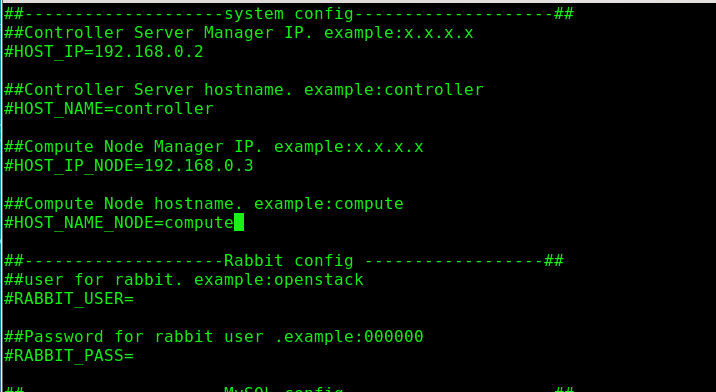 ##--------------------system config--------------------##
##Controller Server Manager IP. example:x.x.x.x
#HOST_IP=192.168.0.2
##Controller Server hostname. example:controller
#HOST_NAME=controller
##Compute Node Manager IP. example:x.x.x.x
#HOST_IP_NODE=192.168.0.3
##Compute Node hostname. example:compute
#HOST_NAME_NODE=compute
##--------------------Rabbit config ------------------##
##user for rabbit. example:openstack
#RABBIT_USER=
##Password for rabbit user .example:000000
#RABBIT_PASS=
##--------------------MySQL config---------------------##